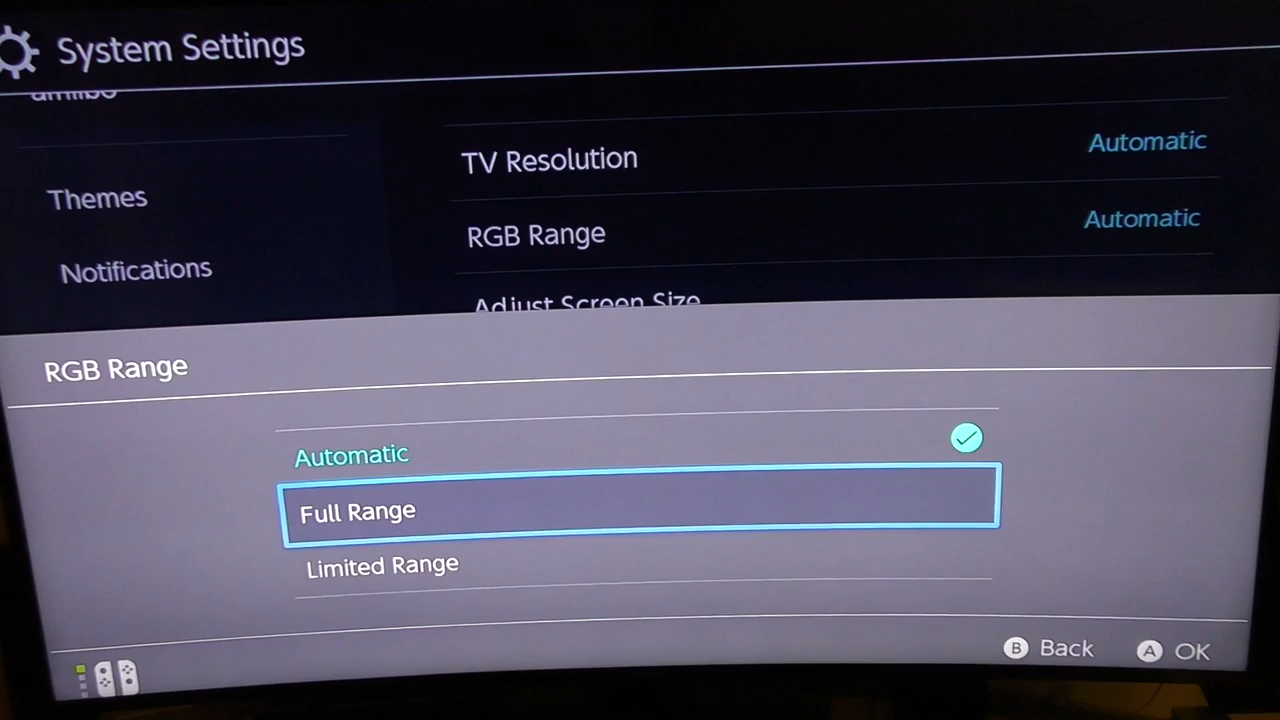 System Settings
amiibo
TV Resolution
Automatic
Themes
RGB Range
Automatic
Notifications
Adjust Screen Size
RGB Range
Automatic
Full Range
Limited Range
B Back
A OK